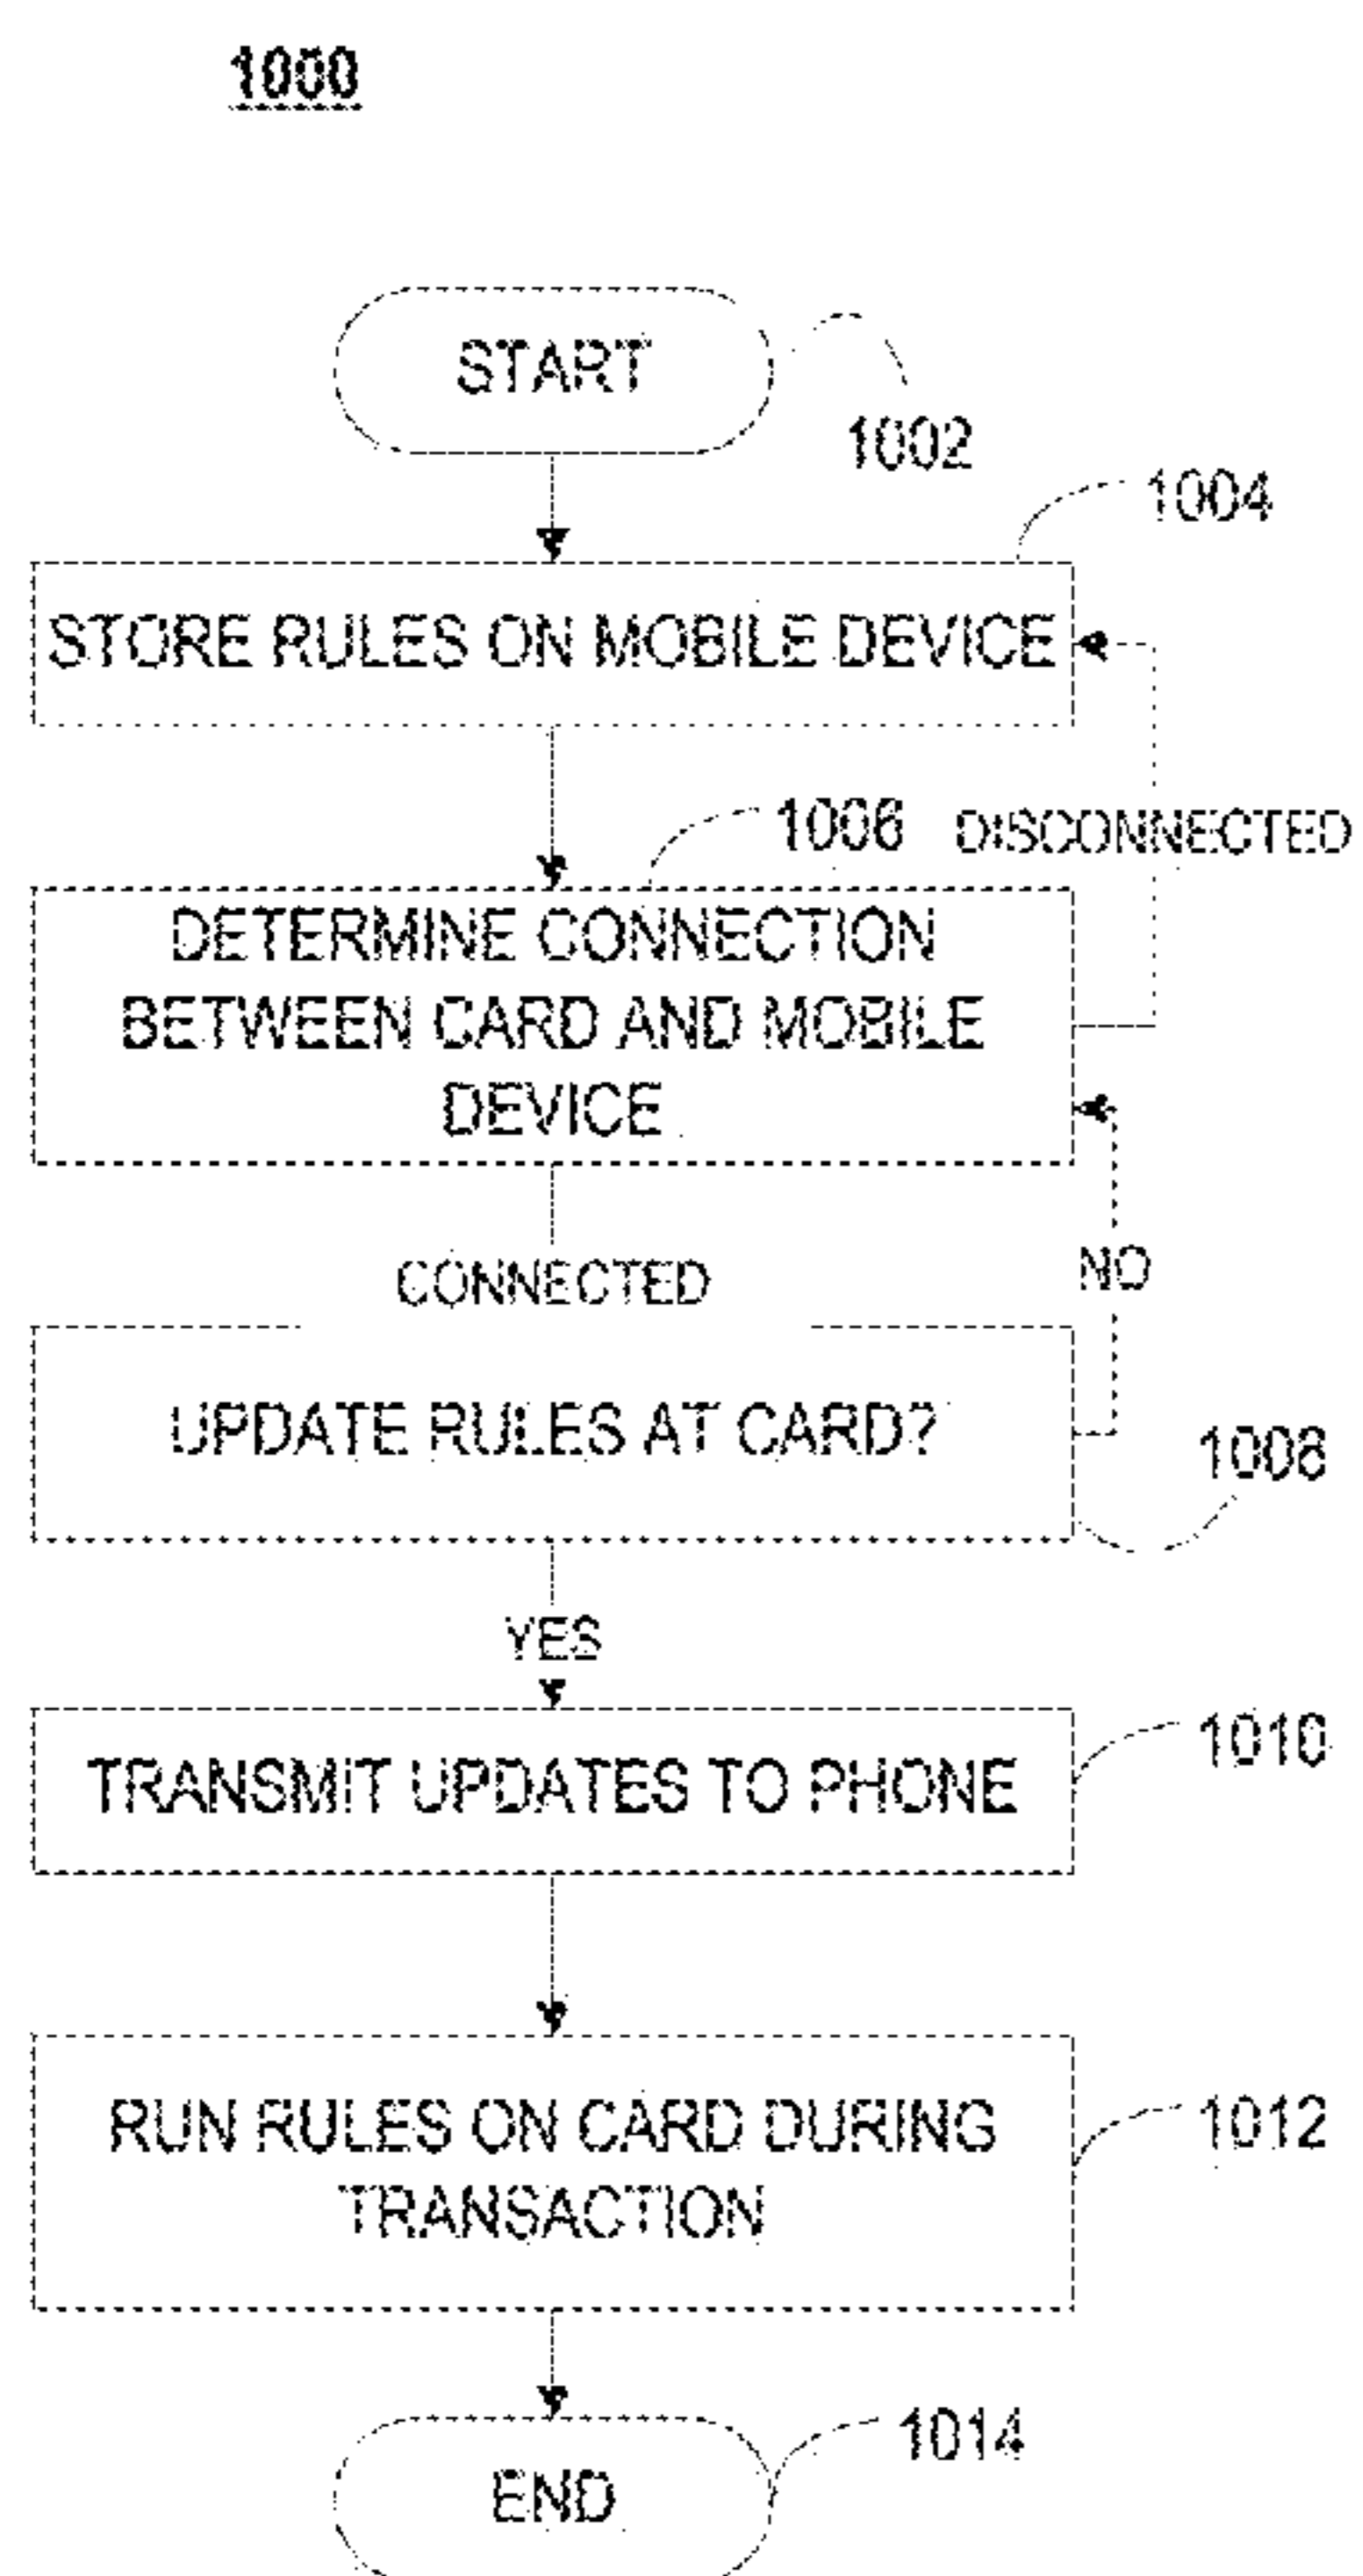 1000
START
1002
1004
STORE RULES ON MOBILE DEVICE
1006
DISCONNECTED
DETERMINE CONNECTION
BETWEEN CARD AND MOBILE
DEVICE
CONNECTED
NO
UPDATE RULES AT CARD?
1008
YES
TRANSMIT UPDATES TO PHONE
1010
RUN RULES ON CARD DURING
TRANSACTION
1012
1014
END